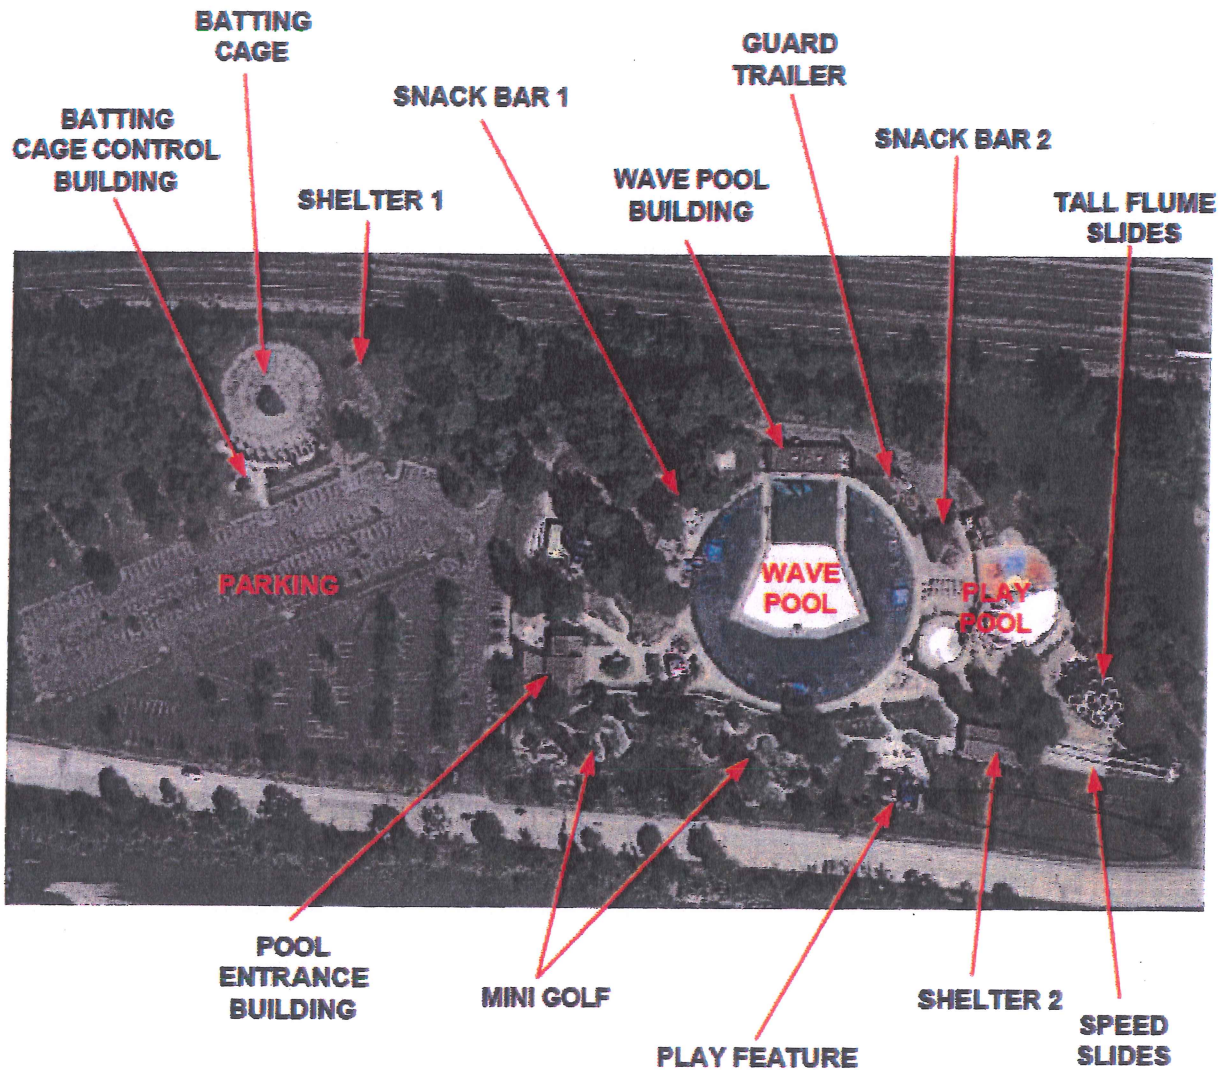 BATTING
CAGE
GUARD
TRAILER
SNACK BAR 1
BATTING
CAGE CONTROL
BUILDING
SNACK BAR 2
WAVE POOL
BUILDING
SHELTER 1
TALL FLUME
SLIDES
PARKING
WAVE
POOL
PLAY
POOL
POOL
ENTRANCE
BUILDING
MINI GOLF
SHELTER 2
SPEED
SLIDES
PLAY FEATURE